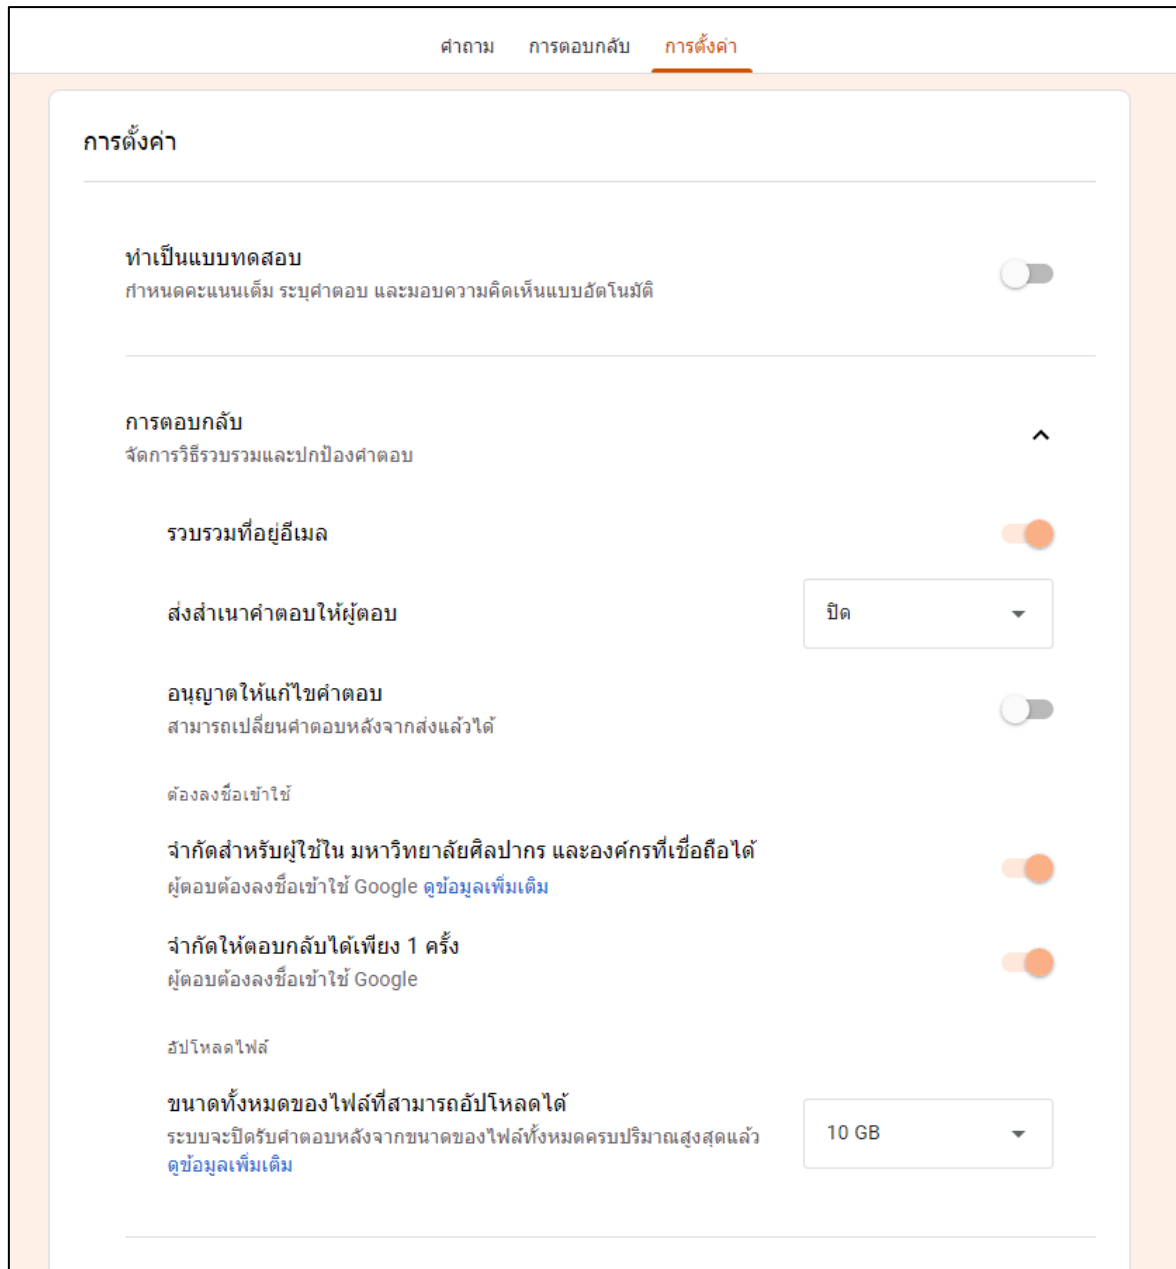 คำถาม การตอบกลับ การตั้งค่า
การตั้งค่า
ทำเป็นแบบทดสอบ
กำหนดคะแนนเต็ม ระบุคำตอบ และมอบความคิดเห็นแบบอัตโนมัติ
การตอบกลับ
จัดการวิธีรวบรวมและปกป้องคำตอบ
รวบรวมที่อยู่อีเมล
ส่งสำเนาคำตอบให้ผู้ตอบ ปิด
อนุญาตให้แก้ไขคำตอบ
สามารถเปลี่ยนคำตอบหลังจากส่งแล้วได้
ต้องลงชื่อเข้าใช้
จำกัดสำหรับผู้ใช้ใน มหาวิทยาลัยศิลปากร และองค์กรที่เชื่อถือได้
ผู้ตอบต้องลงชื่อเข้าใช้ Google ดูข้อมูลเพิ่มเติม
จำกัดให้ตอบกลับได้เพียง 1 ครั้ง
ผู้ตอบต้องลงชื่อเข้าใช้ Google
อัปโหลดไฟล์
ขนาดทั้งหมดของไฟล์ที่สามารถอัปโหลดได้
ระบบจะปิดรับคำตอบหลังจากขนาดของไฟล์ทั้งหมดครบปริมาณสูงสุดแล้ว 10 GB
ดูข้อมูลเพิ่มเติม